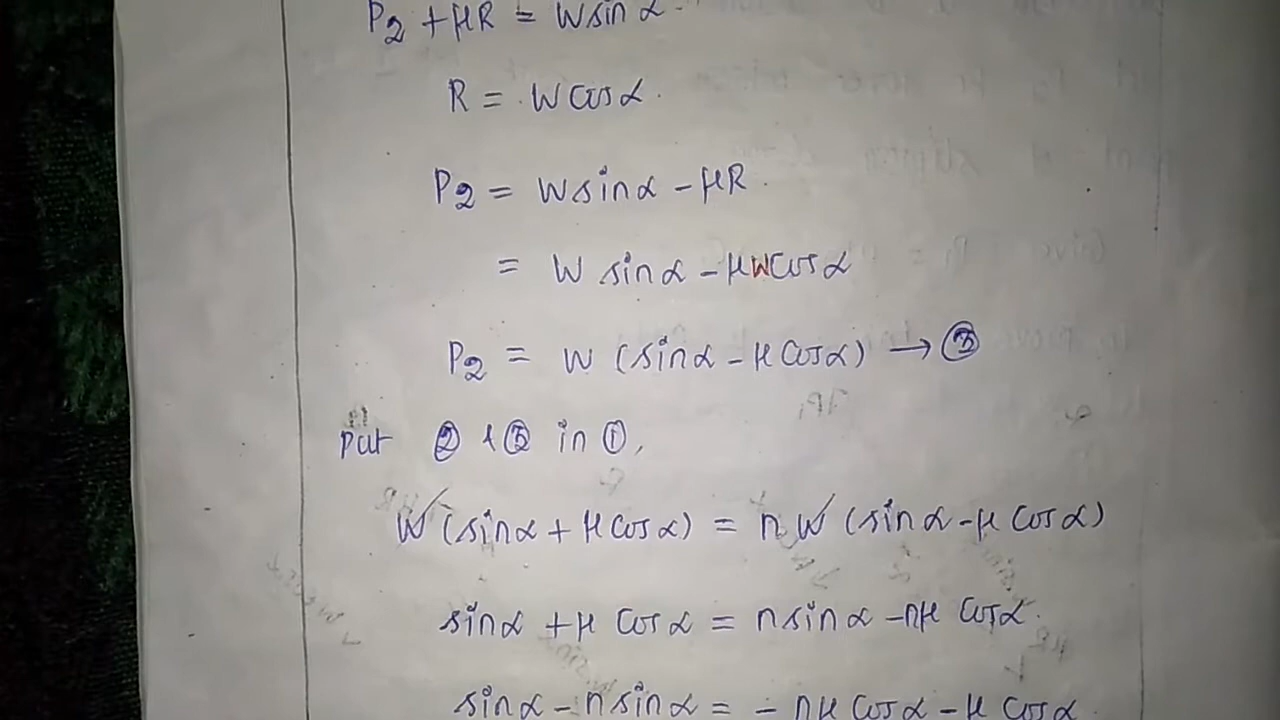 P2 + μR = W sin α.
R = W cos α.
P2 = W sin α - μR.
= W sin α - μW cos α
P2 = W (sin α - μ cos α) → ③
Put ② & ③ in ①,
W (sin α + μ cos α) = n W (sin α - μ cos α)
sin α + μ cos α = n sin α - nμ cos α.
sin α - n sin α = - nμ cos α - μ cos α.